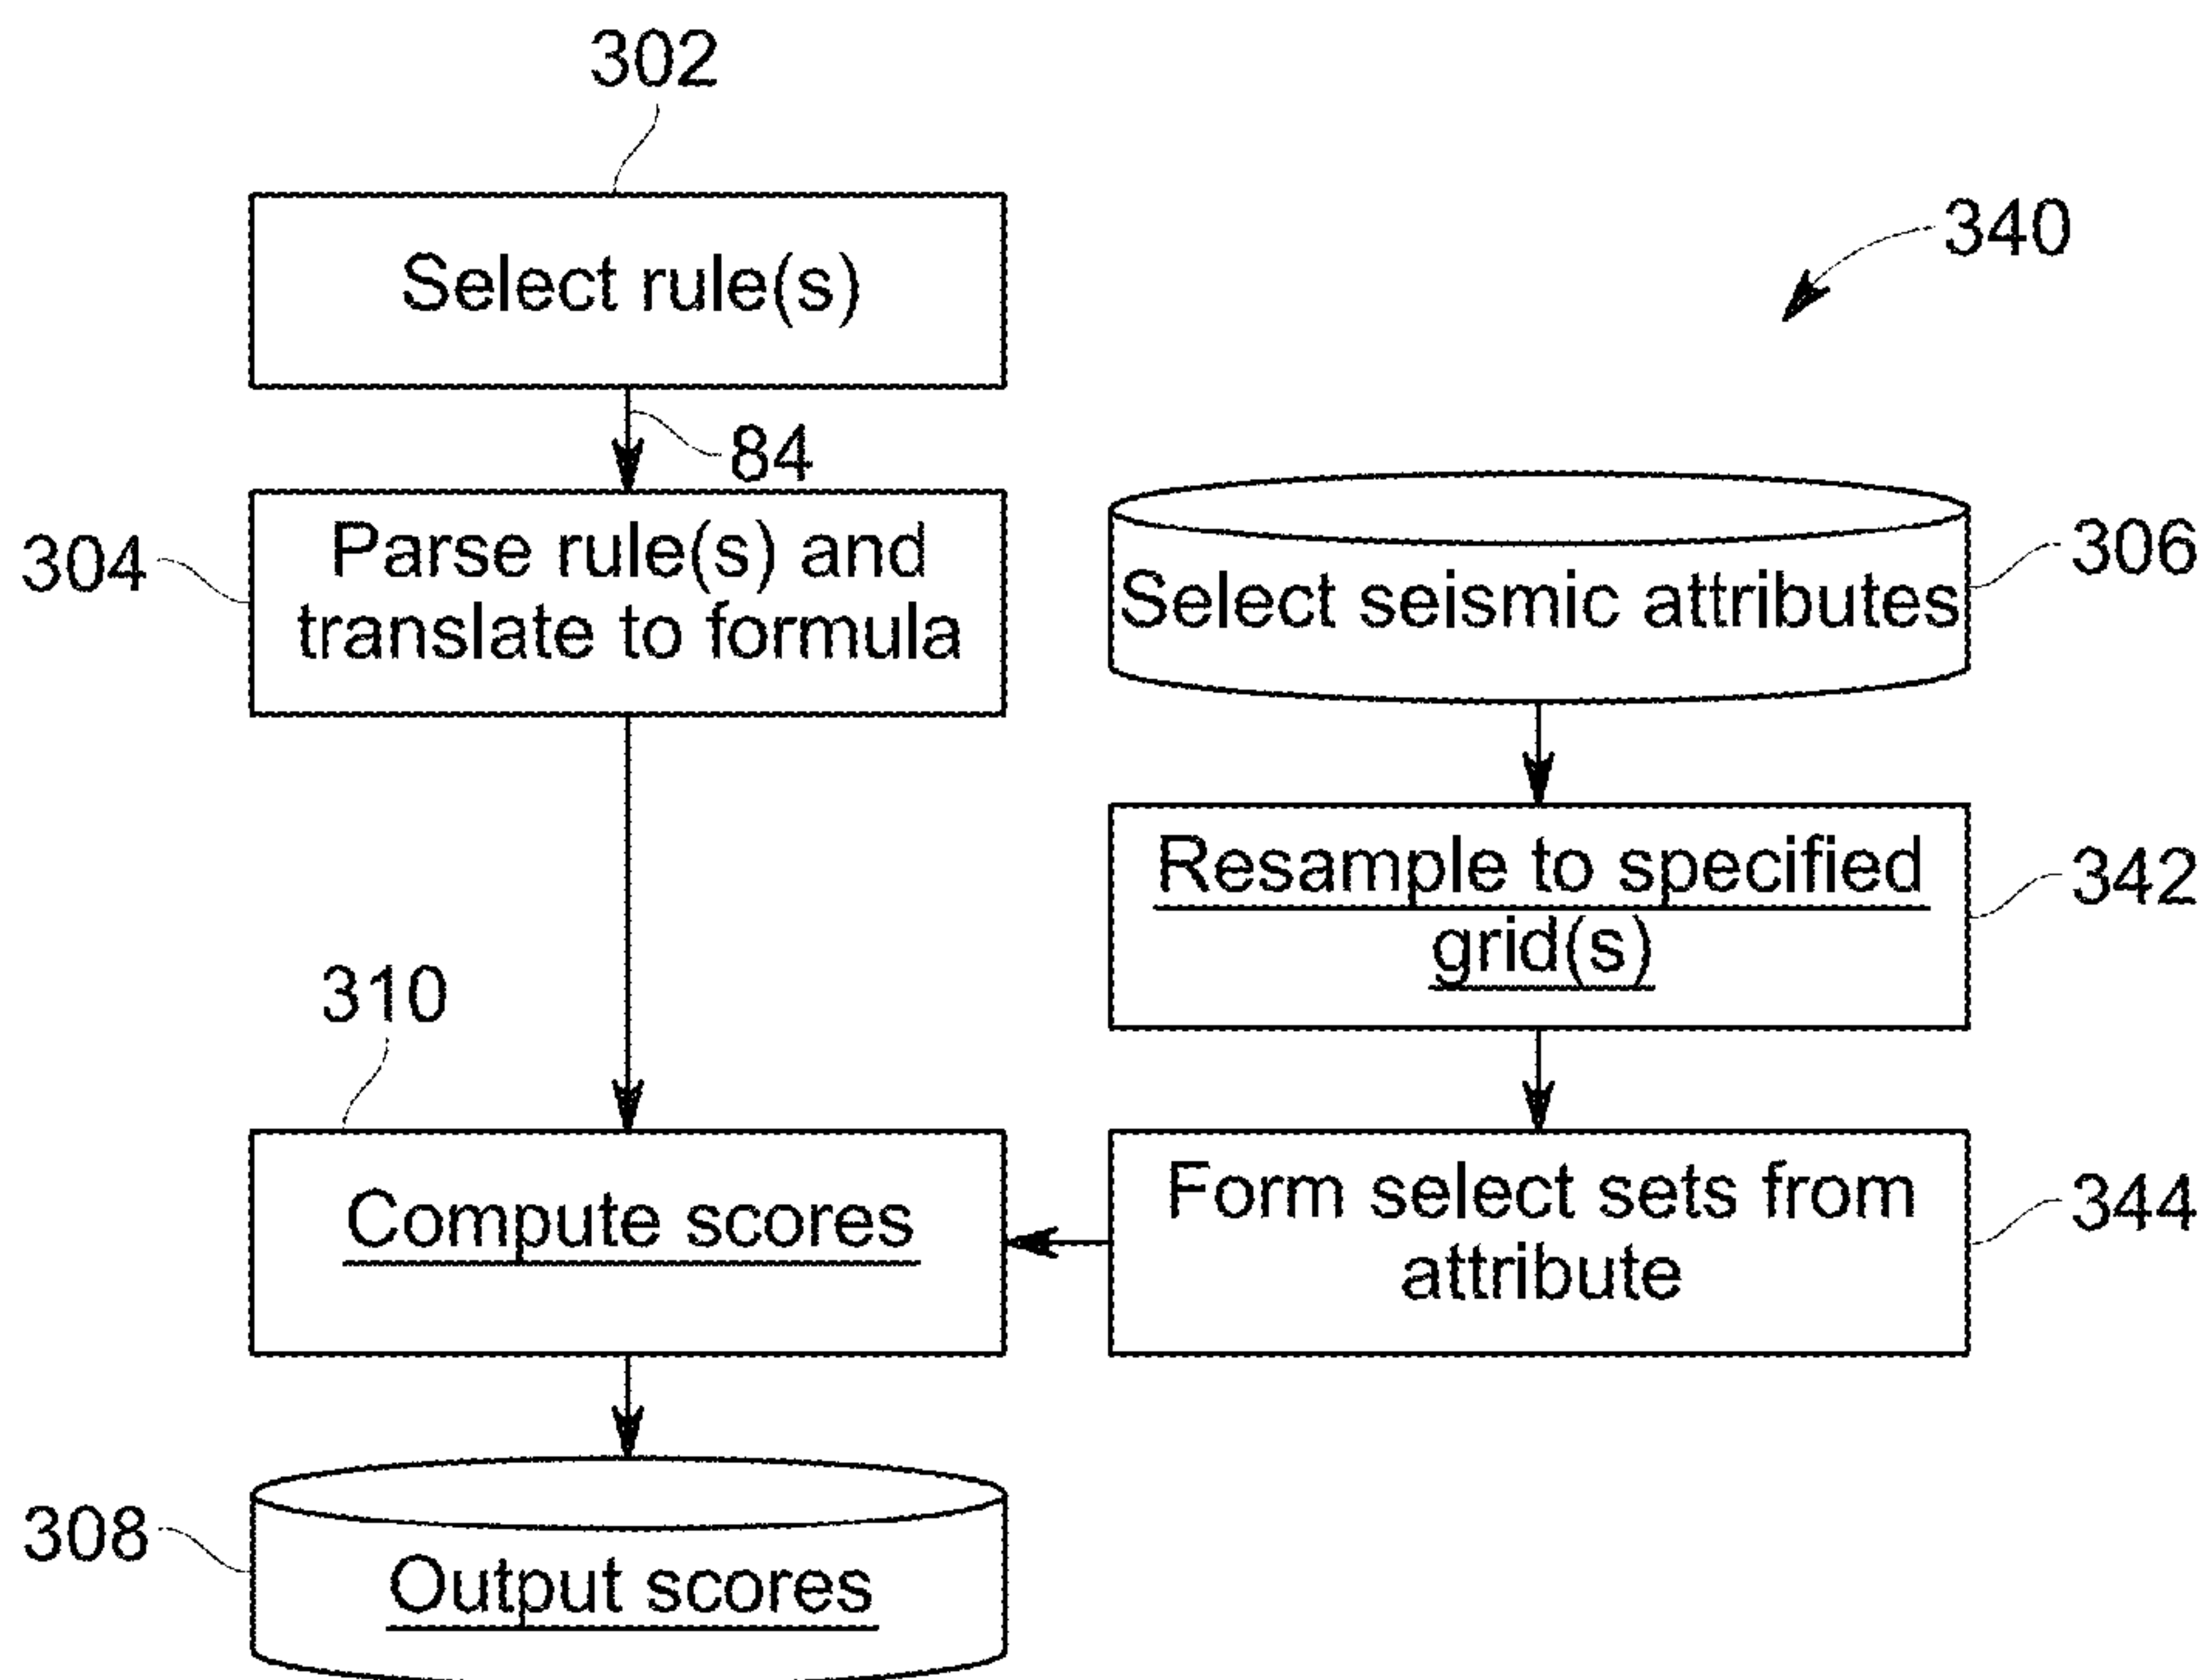 302
340
Select rule(s)
84
304
Parse rule(s) and
translate to formula
306
Select seismic attributes
342
Resample to specified
grid(s)
310
344
Compute scores
Form select sets from
attribute
308
Output scores